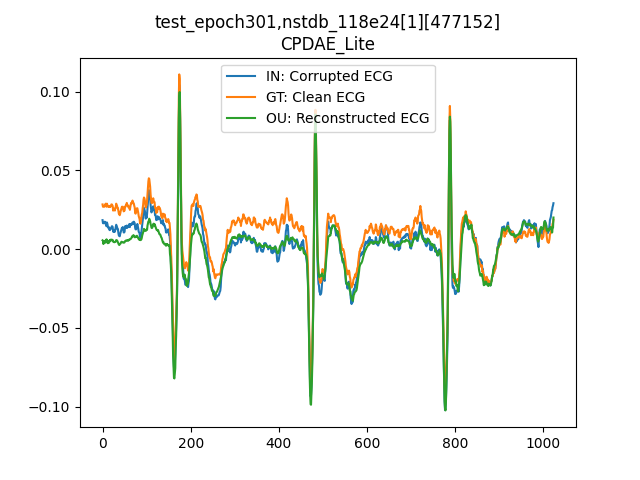 test_epoch301,nstdb_118e24[1][477152]
CPDAE_Lite
IN: Corrupted ECG
GT: Clean ECG
OU: Reconstructed ECG
0.10
0.05
0.00
−0.05
−0.10
0 200 400 600 800 1000